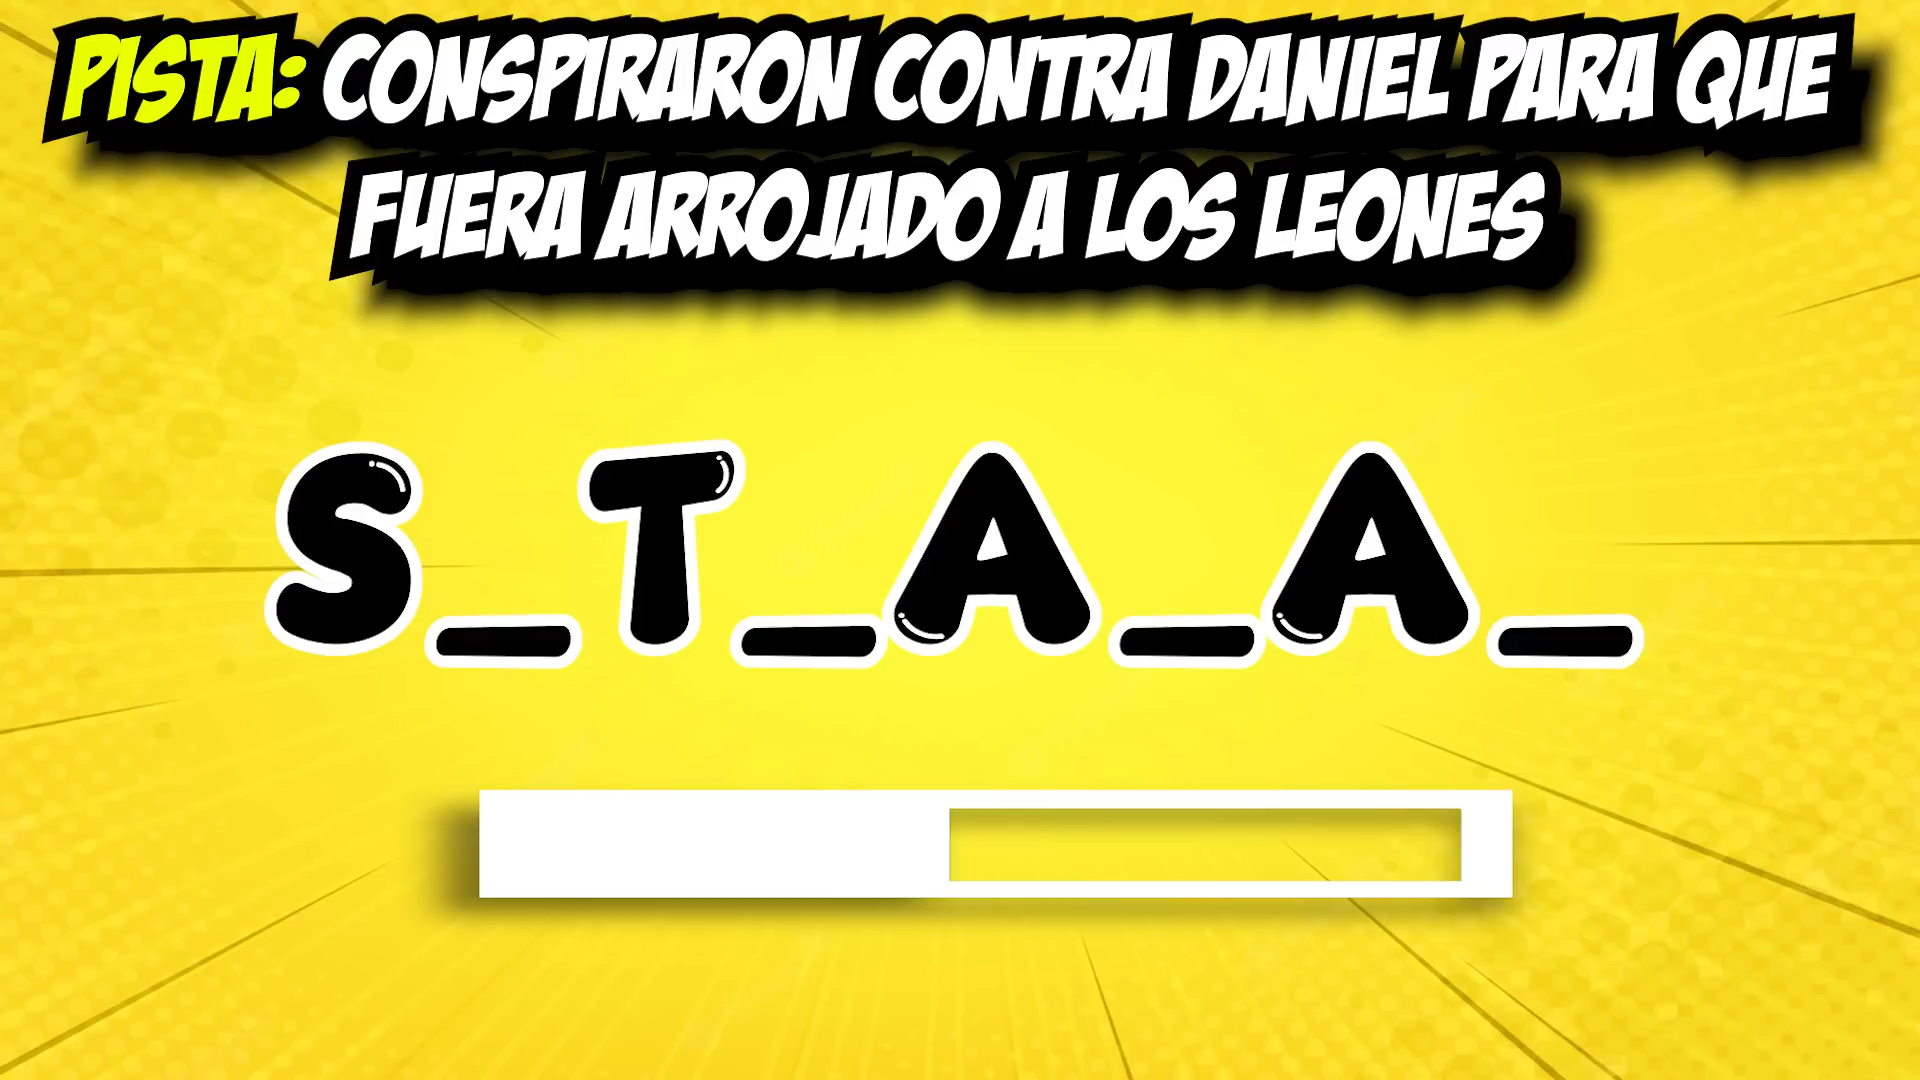 PISTA: CONSPIRARON CONTRA DANIEL PARA QUE
FUERA ARROJADO A LOS LEONES
S_T_A_A_